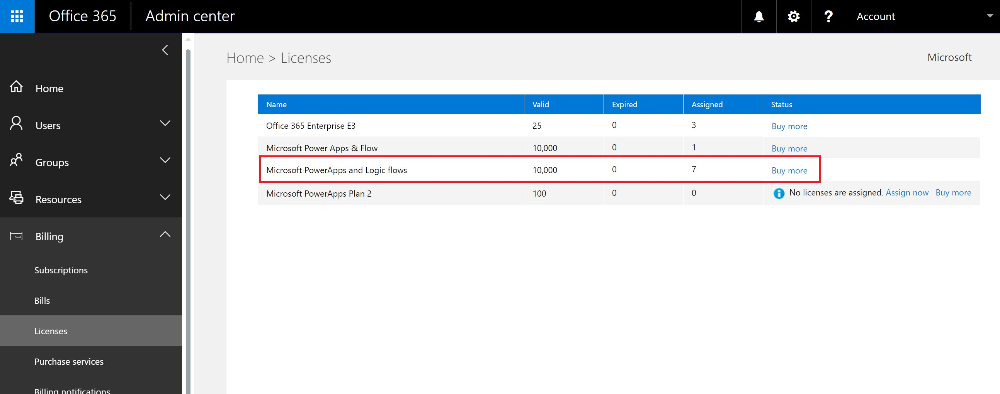 Office 365 Admin center ? Account
Home > Licenses Microsoft
Home
Users
Groups
Resources
Billing
Subscriptions
Bills
Licenses
Purchase services
Billing notifications
Name Valid Expired Assigned Status
Office 365 Enterprise E3 25 0 3 Buy more
Microsoft Power Apps & Flow 10,000 0 1 Buy more
Microsoft PowerApps and Logic flows 10,000 0 7 Buy more
Microsoft PowerApps Plan 2 100 0 0 No licenses are assigned. Assign now Buy more